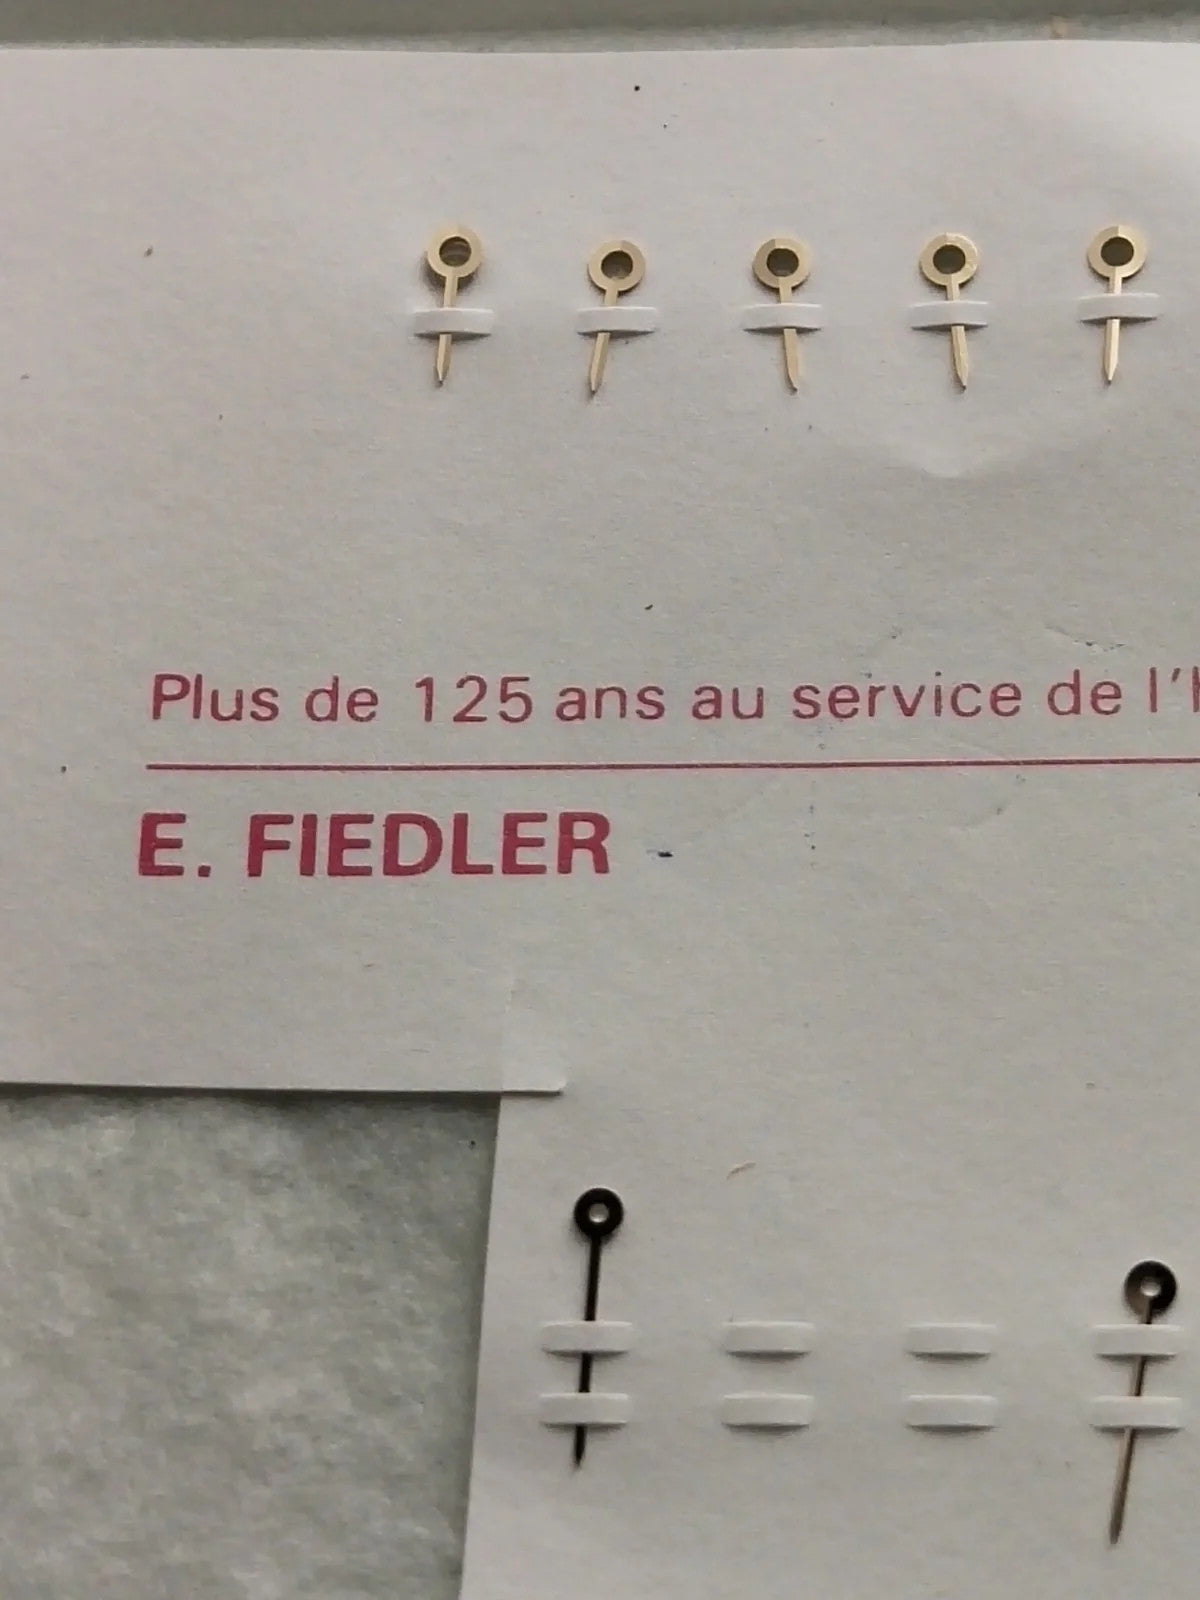 Plus de 125 ans au service de l'h
E. FIEDLER